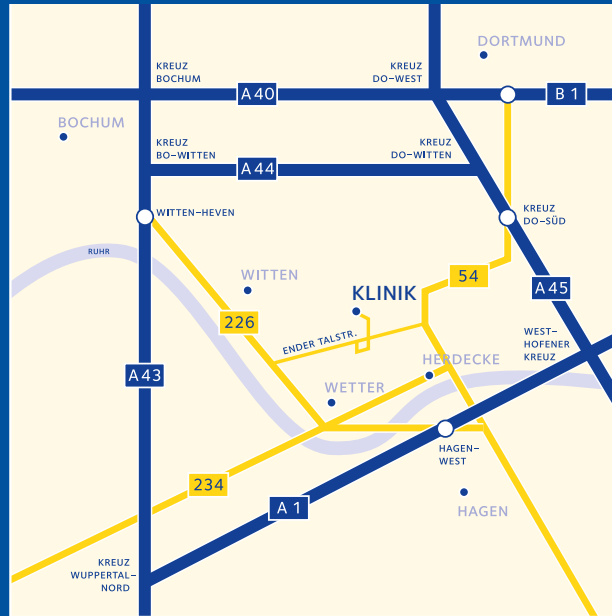 DORTMUND
KREUZ
BOCHUM
KREUZ
DO-WEST
A 40
B 1
BOCHUM
KREUZ
BO-WITTEN
KREUZ
DO-WITTEN
A 44
WITTEN-HEVEN
KREUZ
DO-SÜD
RUHR
WITTEN
54
KLINIK
A 45
226
ENDER TALSTR.
WEST-
HOFENER
KREUZ
A 43
HERDECKE
WETTER
HAGEN-
WEST
234
A 1
HAGEN
KREUZ
WUPPERTAL-
NORD